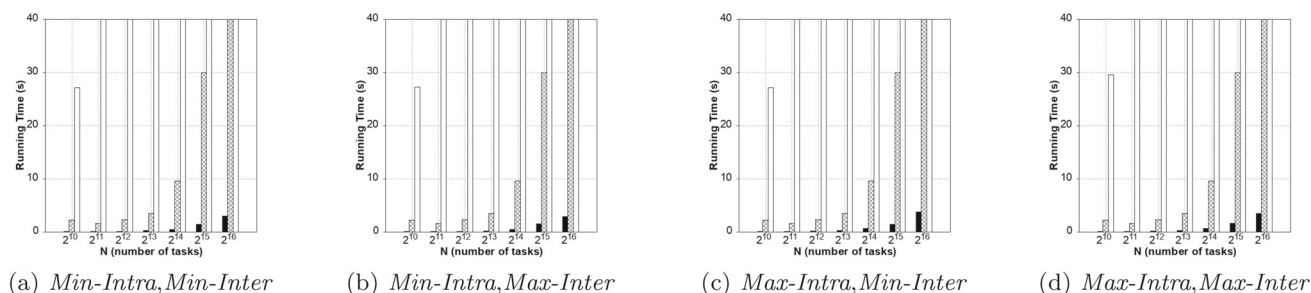 40
30
20
10
0
Running Time (s)
2^10 2^11 2^12 2^13 2^14 2^15 2^16
N (number of tasks)
(a) Min-Intra,Min-Inter
40
30
20
10
0
Running Time (s)
2^10 2^11 2^12 2^13 2^14 2^15 2^16
N (number of tasks)
(b) Min-Intra,Max-Inter
40
30
20
10
0
Running Time (s)
2^10 2^11 2^12 2^13 2^14 2^15 2^16
N (number of tasks)
(c) Max-Intra,Min-Inter
40
30
20
10
0
Running Time (s)
2^10 2^11 2^12 2^13 2^14 2^15 2^16
N (number of tasks)
(d) Max-Intra,Max-Inter